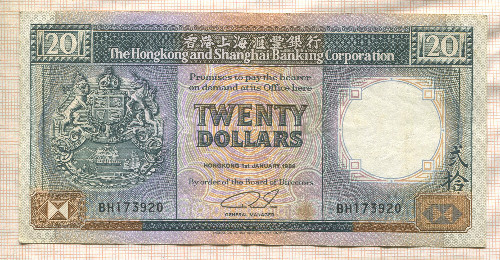 20 香港上海滙豐銀行 20
The Hongkong and Shanghai Banking Corporation
Promises to pay the bearer
on demand at its Office here
TWENTY
DOLLARS
HONGKONG 1st JANUARY 1986
By order of the Board of Directors
貳拾
BH173920 BH173920
GENERAL MANAGER